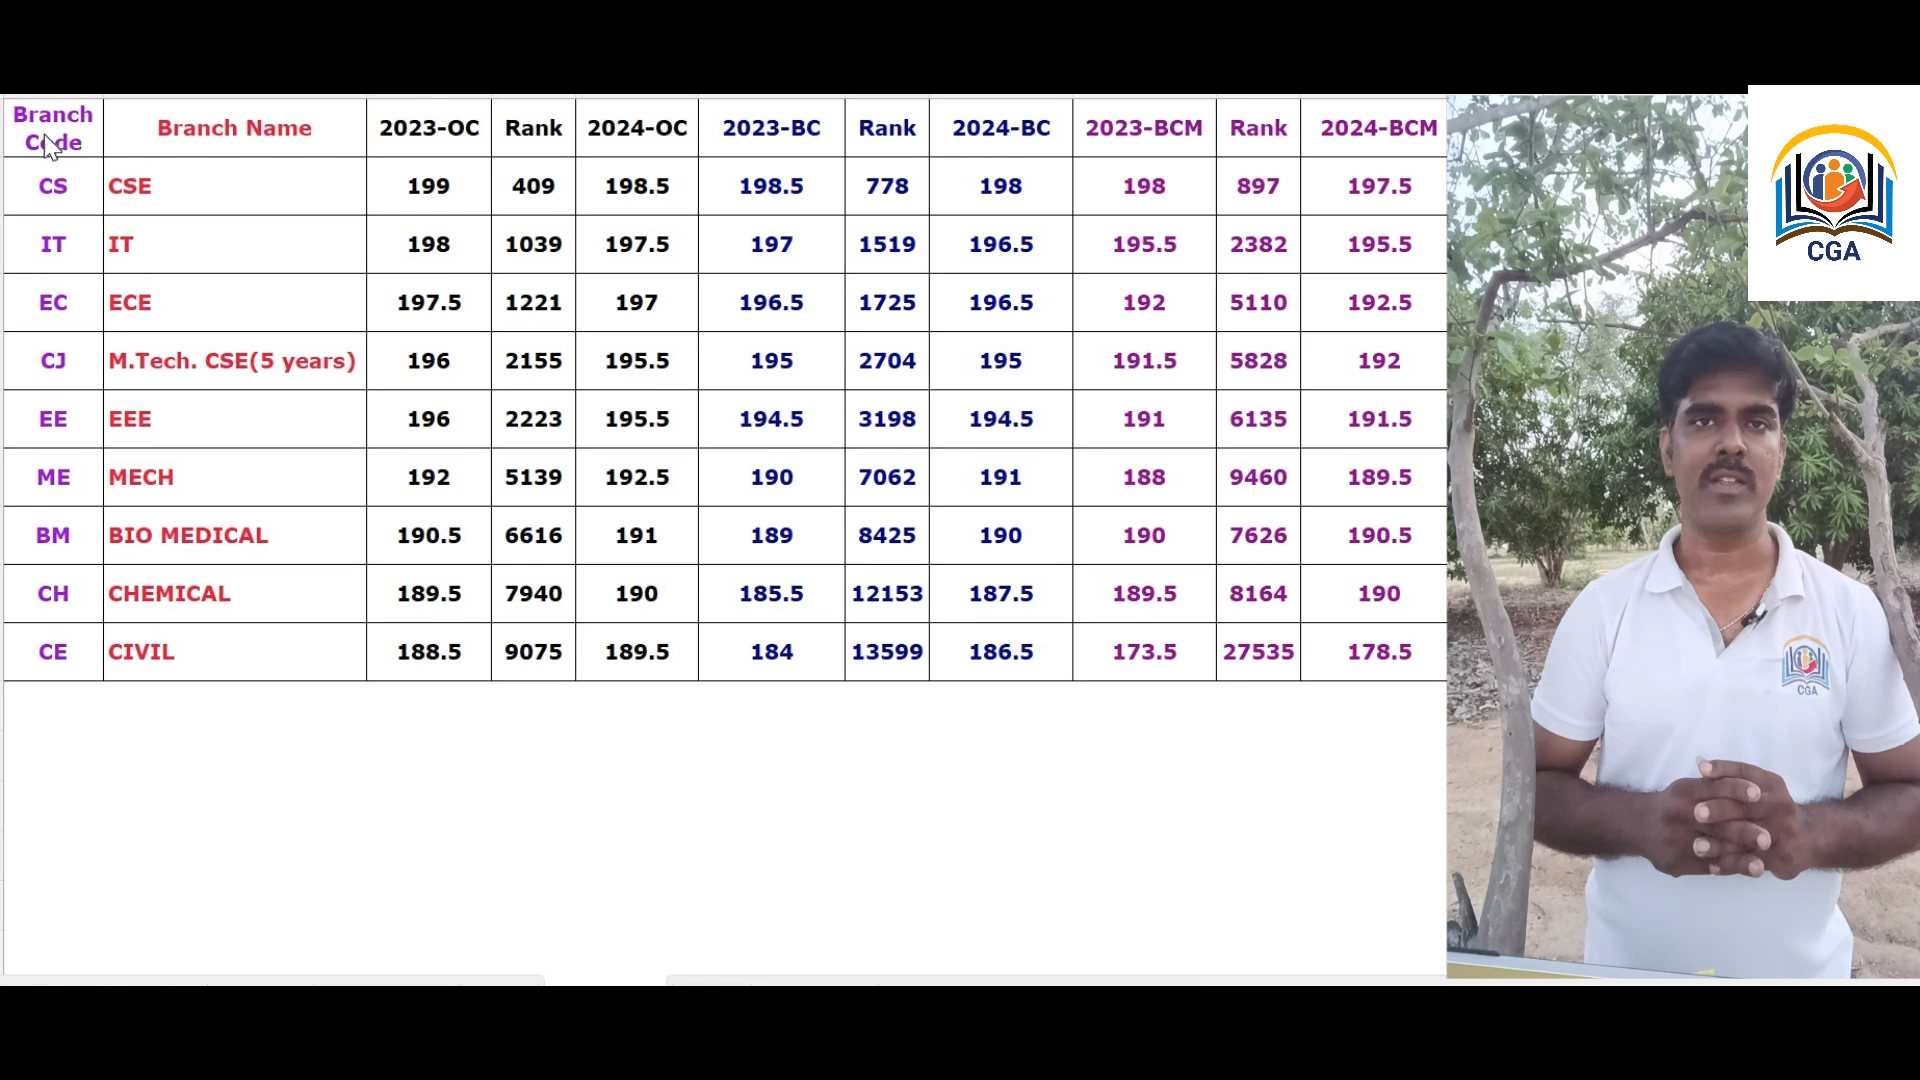 Branch Code Branch Name 2023-OC Rank 2024-OC 2023-BC Rank 2024-BC 2023-BCM Rank 2024-BCM
CS CSE 199 409 198.5 198.5 778 198 198 897 197.5
IT IT 198 1039 197.5 197 1519 196.5 195.5 2382 195.5
EC ECE 197.5 1221 197 196.5 1725 196.5 192 5110 192.5
CJ M.Tech. CSE(5 years) 196 2155 195.5 195 2704 195 191.5 5828 192
EE EEE 196 2223 195.5 194.5 3198 194.5 191 6135 191.5
ME MECH 192 5139 192.5 190 7062 191 188 9460 189.5
BM BIO MEDICAL 190.5 6616 191 189 8425 190 190 7626 190.5
CH CHEMICAL 189.5 7940 190 185.5 12153 187.5 189.5 8164 190
CE CIVIL 188.5 9075 189.5 184 13599 186.5 173.5 27535 178.5
CGA
CGA